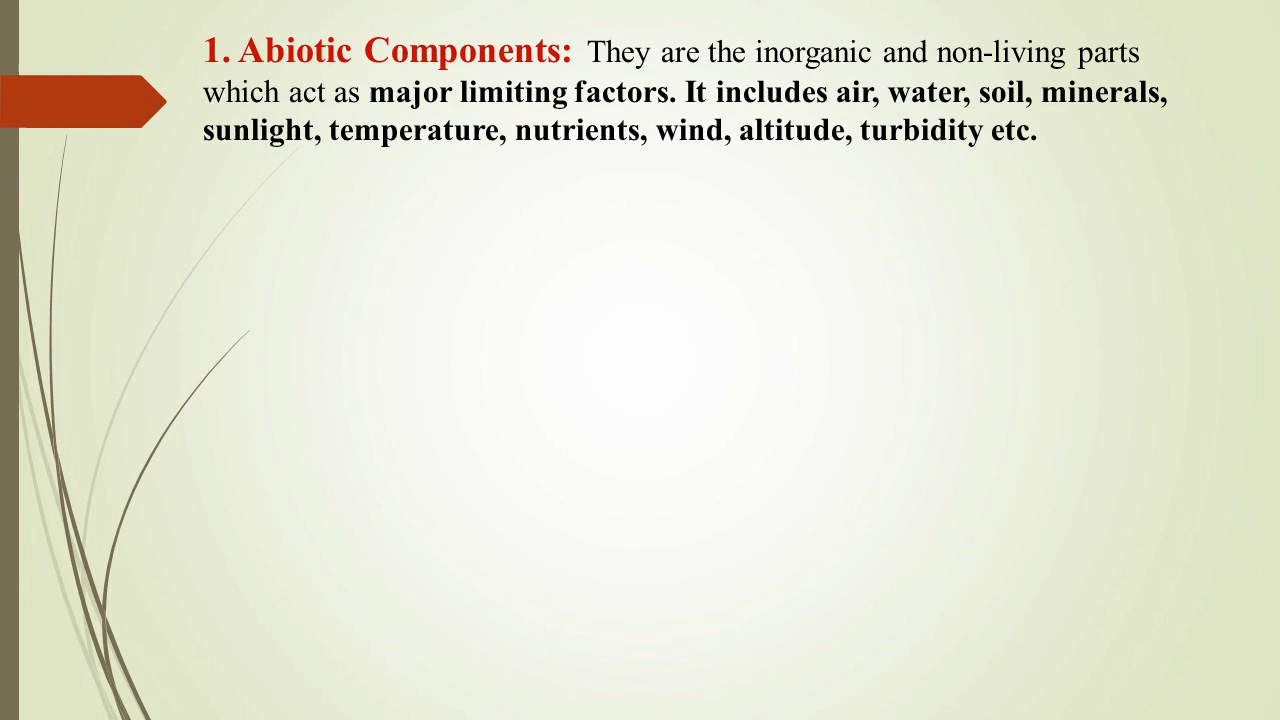 1. Abiotic Components: They are the inorganic and non-living parts
which act as major limiting factors. It includes air, water, soil, minerals,
sunlight, temperature, nutrients, wind, altitude, turbidity etc.